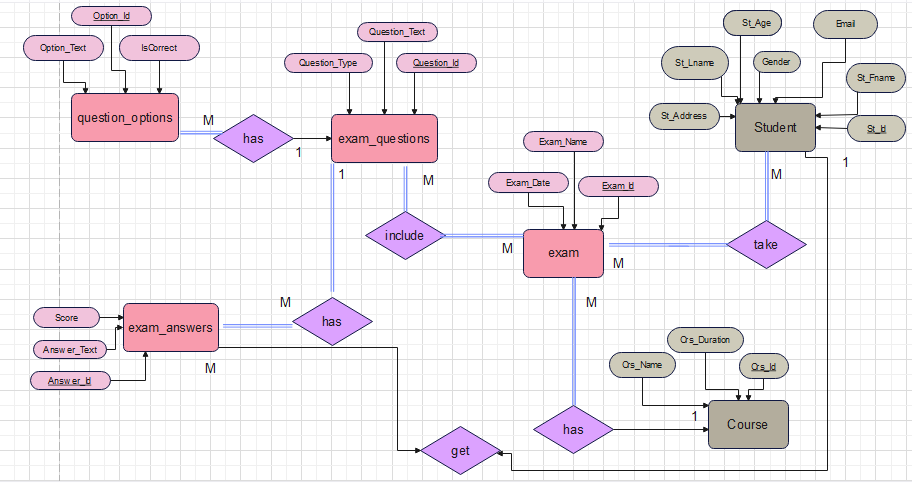 Option_Id
Option_Text
IsCorrect
question_options
M
has
1
Question_Text
Question_Type
Question_Id
exam_questions
1
M
include
M
Exam_Name
Exam_Date
Exam_Id
exam
M
M
St_Age
Email
St_Lname
Gender
St_Fname
St_Address
St_Id
Student
M
1
take
Score
Answer_Text
Answer_Id
exam_answers
M
M
has
get
has
1
Crs_Duration
Crs_Name
Crs_Id
Course